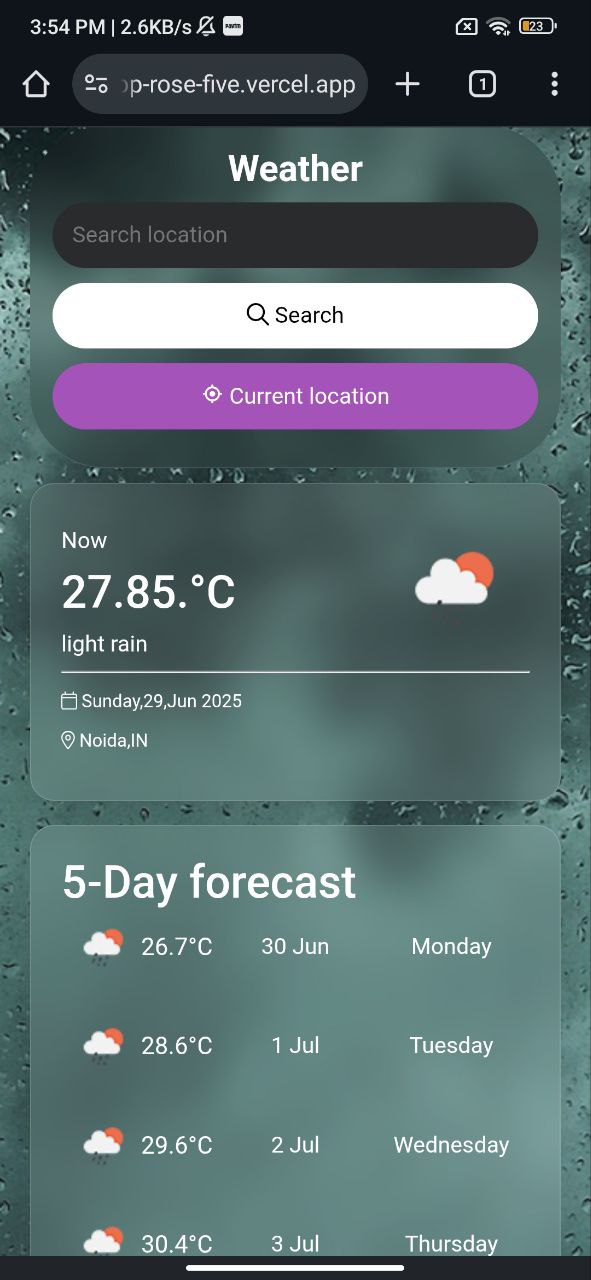 3:54 PM | 2.6KB/s paytm 23
op-rose-five.vercel.app 1
Weather
Search location
Search
Current location
Now
27.85.°C
light rain
Sunday,29,Jun 2025
Noida,IN
5-Day forecast
26.7°C 30 Jun Monday
28.6°C 1 Jul Tuesday
29.6°C 2 Jul Wednesday
30.4°C 3 Jul Thursday